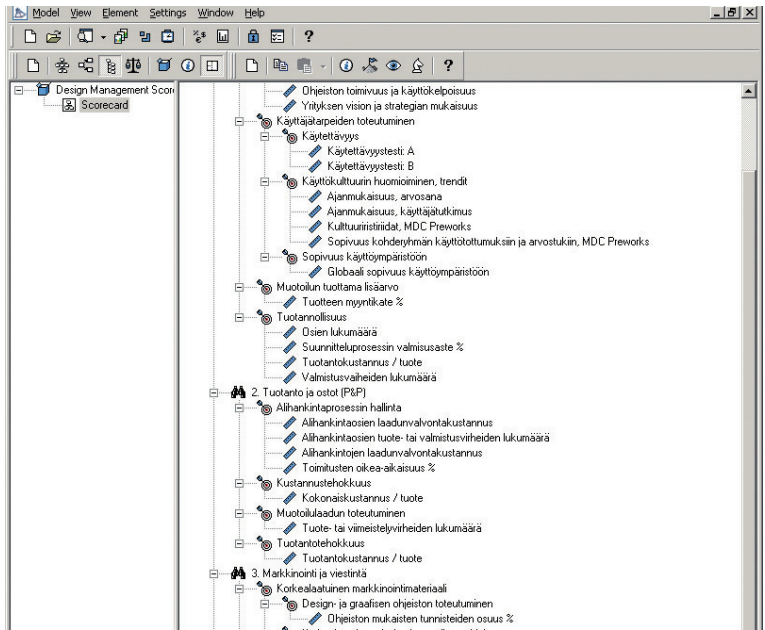 Model View Element Settings Window Help
Design Management Scor
Scorecard
Ohjeiston toimivuus ja käyttökelpoisuus
Yrityksen vision ja strategian mukaisuus
Käyttäjätarpeiden toteutuminen
Käytettävyys
Käytettävyystesti: A
Käytettävyystesti: B
Käyttökulttuurin huomioiminen, trendit
Ajanmukaisuus, arvosana
Ajanmukaisuus, käyttäjätutkimus
Kulttuuriristiriidat, MDC Preworks
Sopivuus kohderyhmän käyttötottumuksiin ja arvostukiin, MDC Preworks
Sopivuus käyttöympäristöön
Globaali sopivuus käyttöympäristöön
Muotoilun tuottama lisäarvo
Tuotteen myyntikate %
Tuotannollisuus
Osien lukumäärä
Suunnitteluprosessin valmisusaste %
Tuotantokustannus / tuote
Valmistusvaiheiden lukumäärä
2. Tuotanto ja ostot (P&P)
Alihankintaprosessin hallinta
Alihankintaosien laadunvalvontakustannus
Alihankintaosien tuote- tai valmistusvirheiden lukumäärä
Alihankintojen laadunvalvontakustannus
Toimitusten oikea-aikaisuus %
Kustannustehokkuus
Kokonaiskustannus / tuote
Muotoilulaadun toteutuminen
Tuote- tai viimeistelyvirheiden lukumäärä
Tuotantotehokkuus
Tuotantokustannus / tuote
3. Markkinointi ja viestintä
Korkealaatuinen markkinointimateriaali
Design- ja graafisen ohjeiston toteutuminen
Ohjeiston mukaisten tunnisteiden osuus %